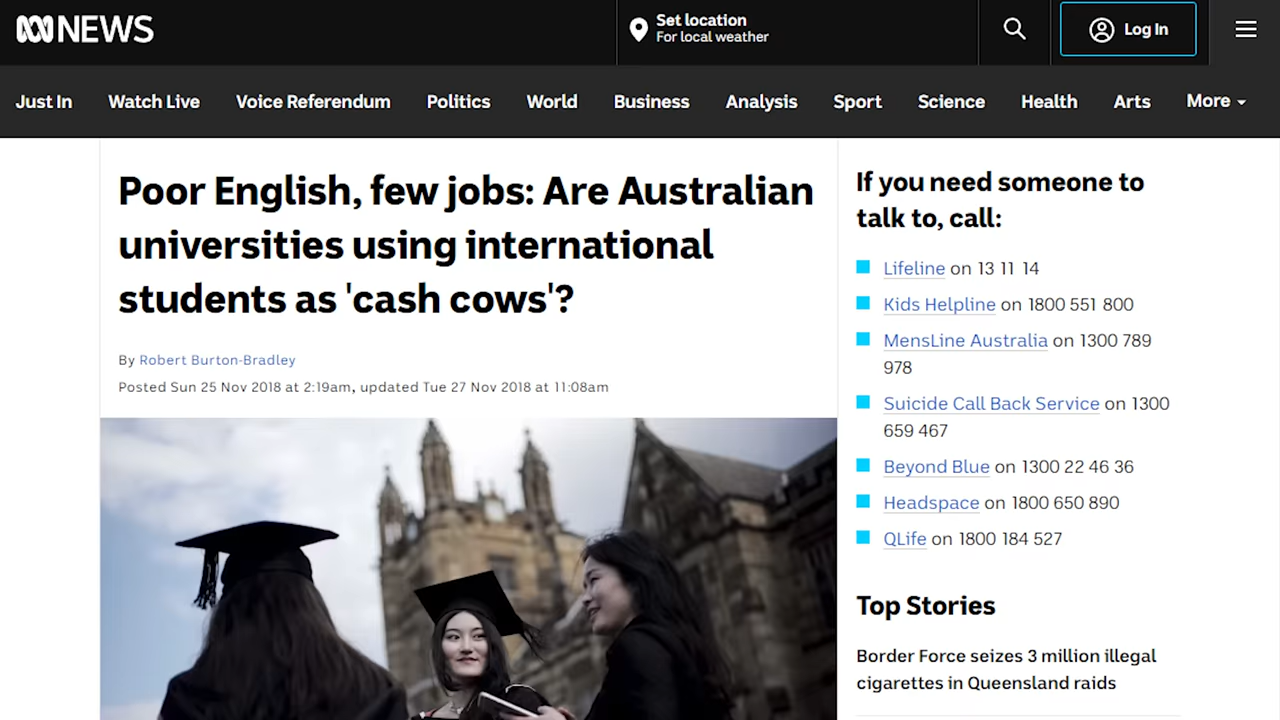 NEWS
Set location
For local weather
Log In
Just In
Watch Live
Voice Referendum
Politics
World
Business
Analysis
Sport
Science
Health
Arts
More
Poor English, few jobs: Are Australian
universities using international
students as 'cash cows'?
By Robert Burton-Bradley
Posted Sun 25 Nov 2018 at 2:19am, updated Tue 27 Nov 2018 at 11:08am
If you need someone to
talk to, call:
Lifeline on 13 11 14
Kids Helpline on 1800 551 800
MensLine Australia on 1300 789
978
Suicide Call Back Service on 1300
659 467
Beyond Blue on 1300 22 46 36
Headspace on 1800 650 890
QLife on 1800 184 527
Top Stories
Border Force seizes 3 million illegal
cigarettes in Queensland raids